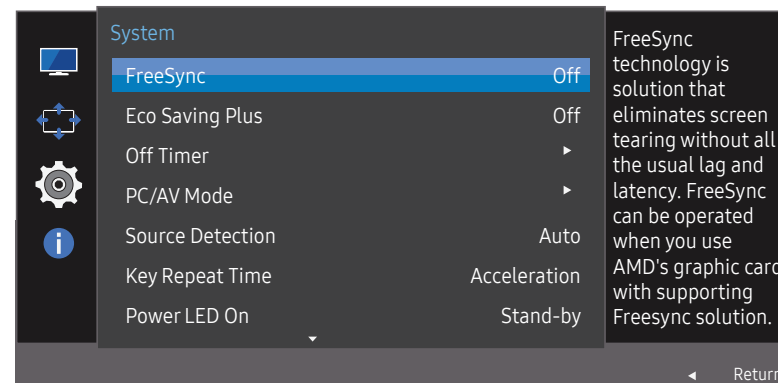 System
FreeSync Off
Eco Saving Plus Off
Off Timer
PC/AV Mode
Source Detection Auto
Key Repeat Time Acceleration
Power LED On Stand-by
FreeSync
technology is
solution that
eliminates screen
tearing without all
the usual lag and
latency. FreeSync
can be operated
when you use
AMD's graphic card
with supporting
Freesync solution.
Return